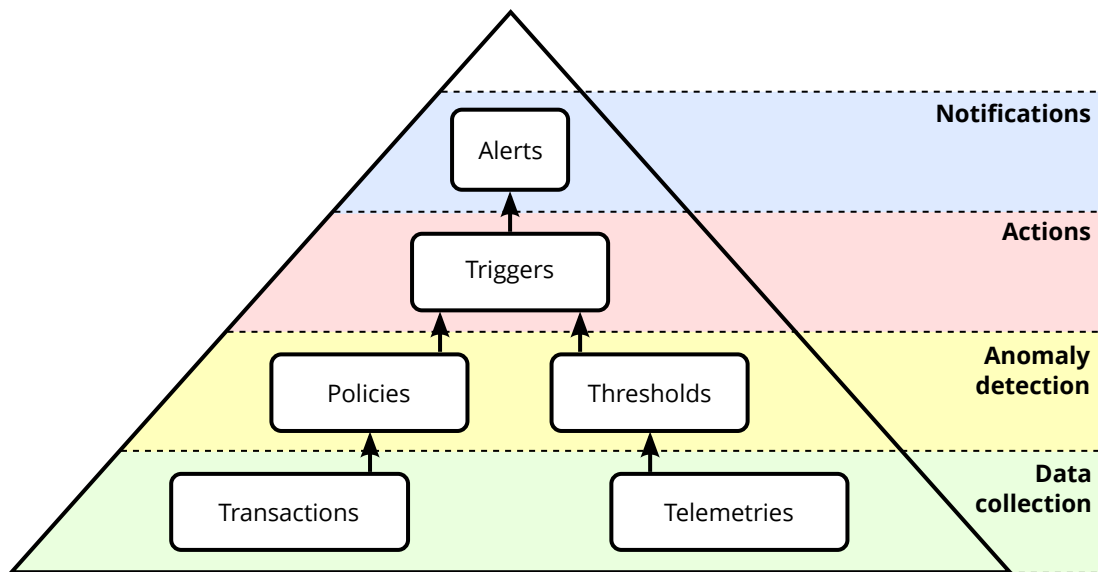 Notifications
Alerts
Actions
Triggers
Anomaly
detection
Policies
Thresholds
Data
collection
Transactions
Telemetries